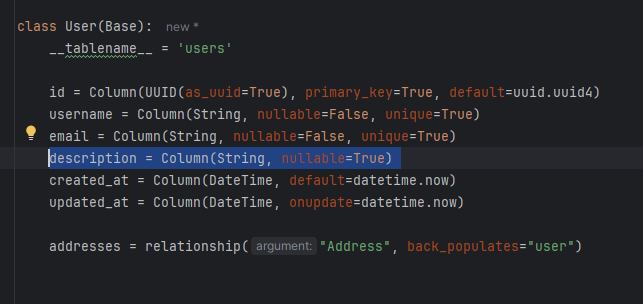 class User(Base): new *
__tablename__ = 'users'
id = Column(UUID(as_uuid=True), primary_key=True, default=uuid.uuid4)
username = Column(String, nullable=False, unique=True)
email = Column(String, nullable=False, unique=True)
description = Column(String, nullable=True)
created_at = Column(DateTime, default=datetime.now)
updated_at = Column(DateTime, onupdate=datetime.now)
addresses = relationship( argument: "Address", back_populates="user")